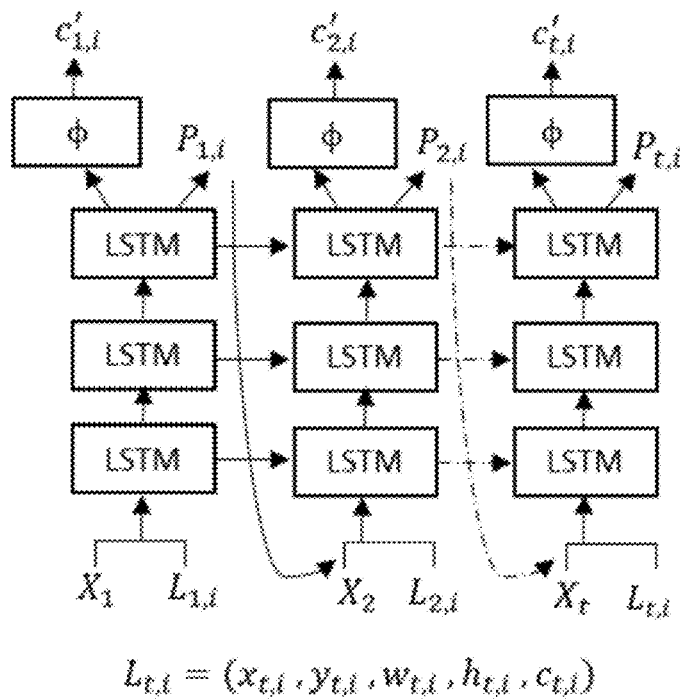 c′₁,ᵢ c′₂,ᵢ c′ₜ,ᵢ
ϕ ϕ ϕ
P₁,ᵢ P₂,ᵢ Pₜ,ᵢ
LSTM LSTM LSTM
LSTM LSTM LSTM
LSTM LSTM LSTM
X₁ L₁,ᵢ X₂ L₂,ᵢ Xₜ Lₜ,ᵢ
Lₜ,ᵢ = (xₜ,ᵢ, yₜ,ᵢ, wₜ,ᵢ, hₜ,ᵢ, cₜ,ᵢ)